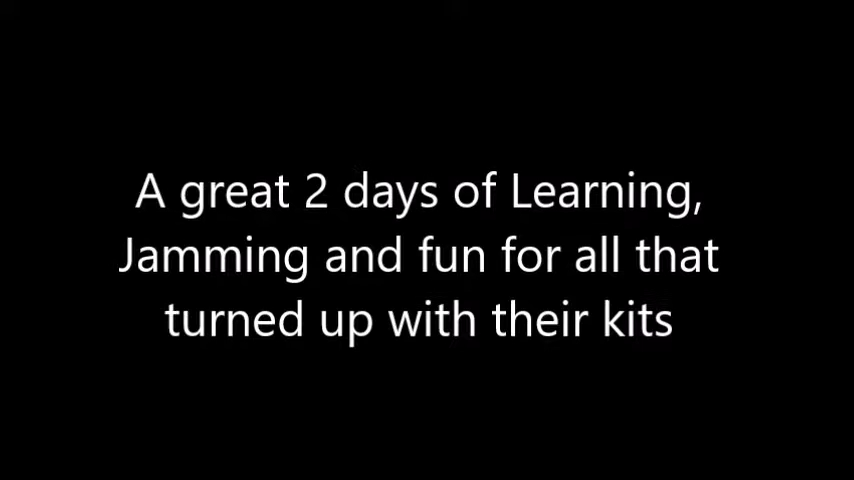 A great 2 days of Learning,
Jamming and fun for all that
turned up with their kits